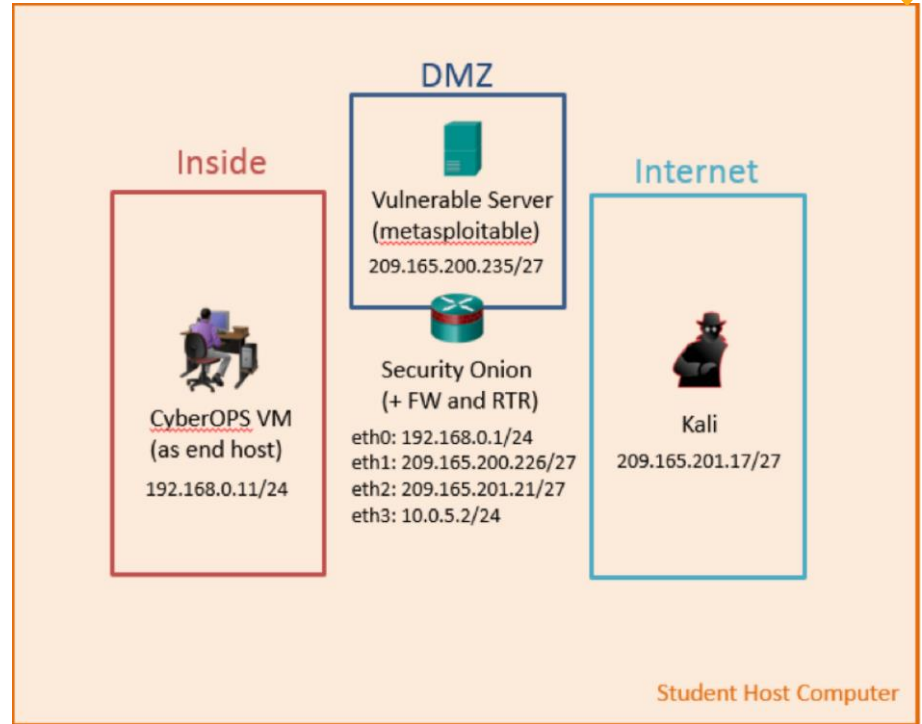 DMZ
Inside
Internet
Vulnerable Server
(metasploitable)
209.165.200.235/27
Security Onion
(+ FW and RTR)
eth0: 192.168.0.1/24
eth1: 209.165.200.226/27
eth2: 209.165.201.21/27
eth3: 10.0.5.2/24
CyberOPS VM
(as end host)
192.168.0.11/24
Kali
209.165.201.17/27
Student Host Computer